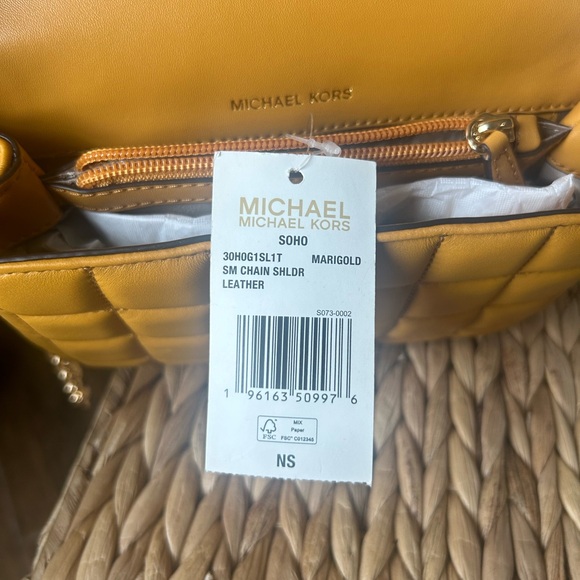 MICHAEL KORS
MICHAEL
MICHAEL KORS
SOHO
30H0G1SL1T MARIGOLD
SM CHAIN SHLDR
LEATHER
S073-0002
1 96163 50997 6
FSC
MIX
Paper
FSC® C012345
NS